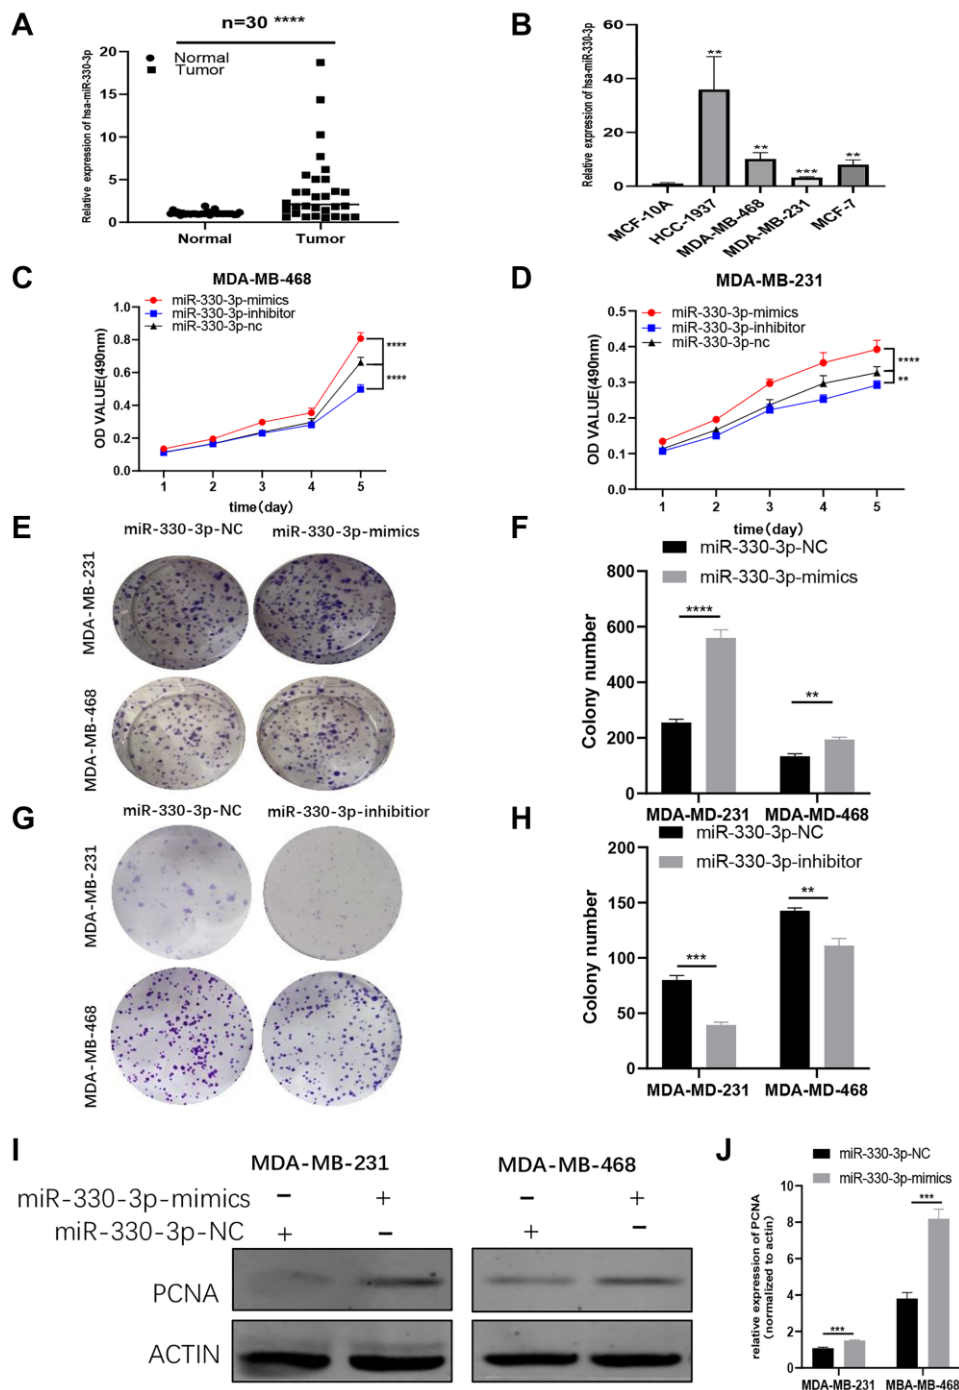 A
n=30 ****
Relative expression of hsa-miR-330-3p
20
15
10
5
0
Normal
Tumor
Normal
Tumor
B
Relative expression of hsa-miR-330-3p
60
40
20
0
**
**
***
**
MCF-10A
HCC-1937
MDA-MB-468
MDA-MB-231
MCF-7
C
MDA-MB-468
miR-330-3p-mimics
miR-330-3p-inhibitor
miR-330-3p-nc
OD VALUE(490nm)
1.0
0.8
0.6
0.4
0.2
0.0
****
****
1 2 3 4 5
time(day)
D
MDA-MB-231
miR-330-3p-mimics
miR-330-3p-inhibitor
miR-330-3p-nc
OD VALUE(490nm)
0.4
0.3
0.2
0.1
0.0
****
**
1 2 3 4 5
time(day)
E
miR-330-3p-NC miR-330-3p-mimics
MDA-MB-231
MDA-MB-468
F
miR-330-3p-NC
miR-330-3p-mimics
Colony number
800
600
400
200
0
****
**
MDA-MD-231 MDA-MD-468
G
miR-330-3p-NC miR-330-3p-inhibitior
MDA-MB-231
MDA-MB-468
H
miR-330-3p-NC
miR-330-3p-inhibitor
Colony number
200
150
100
50
0
***
**
MDA-MD-231 MDA-MD-468
I
MDA-MB-231 MDA-MB-468
miR-330-3p-mimics - + - +
miR-330-3p-NC + - + -
PCNA
ACTIN
J
miR-330-3p-NC
miR-330-3p-mimics
relative expression of PCNA
(normalized to actin)
10
8
6
4
2
0
***
***
MDA-MB-231 MBA-MB-468